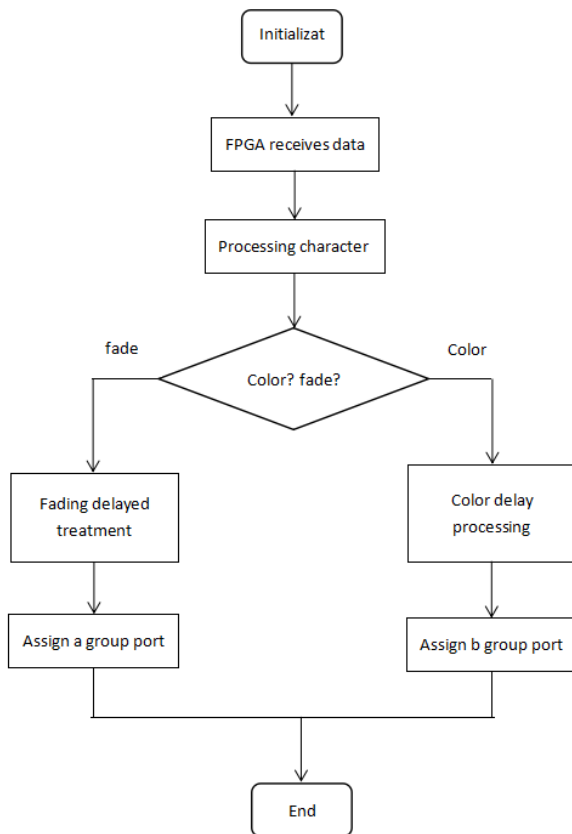 Initializat
FPGA receives data
Processing character
fade
Color
Color? fade?
Fading delayed
treatment
Color delay
processing
Assign a group port
Assign b group port
End